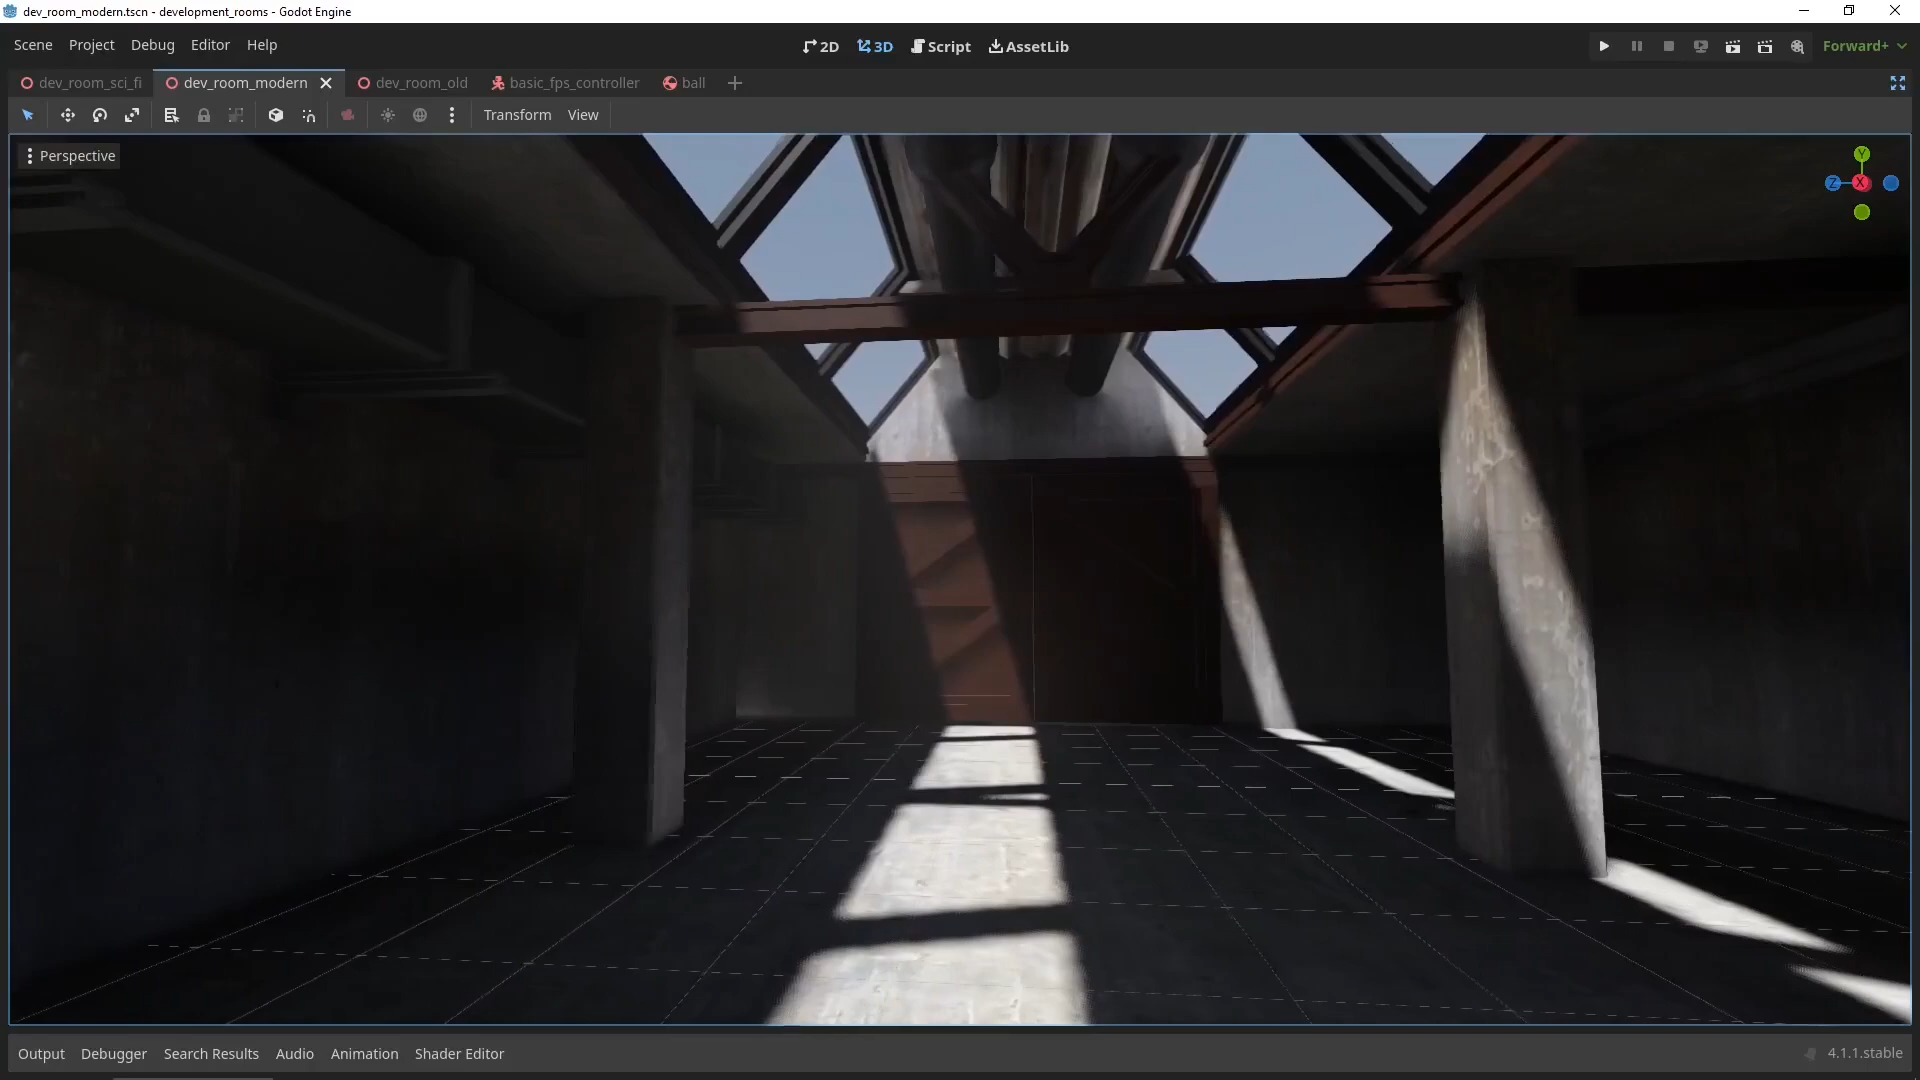 dev_room_modern.tscn - development_rooms - Godot Engine
Scene Project Debug Editor Help 2D 3D Script AssetLib Forward+
dev_room_sci_fi dev_room_modern dev_room_old basic_fps_controller ball
Transform View
Perspective
Y
Z X
Output Debugger Search Results Audio Animation Shader Editor 4.1.1.stable